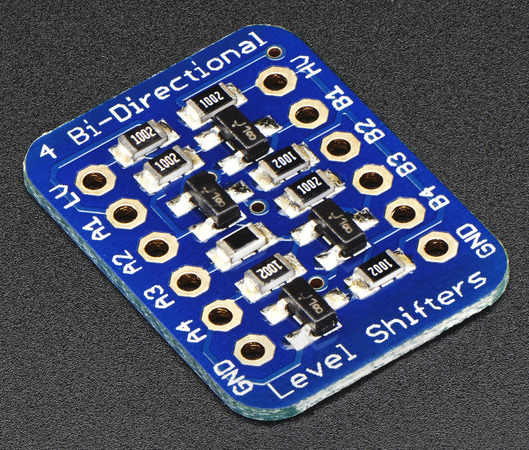 4 Bi-Directional
HV
B1
B2
B3
B4
GND
LV
A1
A2
A3
A4
GND
1002
1002
1002
1002
1002
1002
1002
Level Shifters